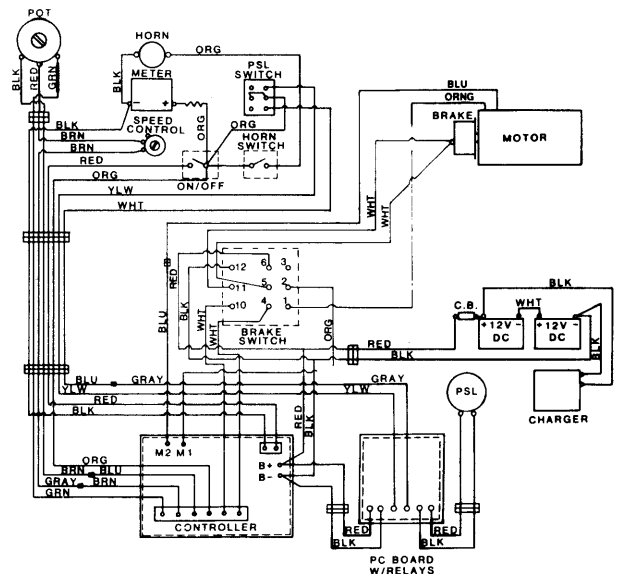 POT
HORN
ORG
BLK
RED
GRN
BLK
METER
- +
PSL
SWITCH
BLU
ORNG
BRAKE
MOTOR
BLK
SPEED
CONTROL
BRN
BRN
ORG
ORG
HORN
SWITCH
RED
ORG
ON/OFF
YLW
WHT
WHT
WHT
12 6 3
11 5 2
10 4 1
BRAKE
SWITCH
BLU
RED
BLK
WHT
WHT
ORG
RED
BLK
C.B.
WHT
BLK
+ 12V -
DC
+ 12V -
DC
BLK
CHARGER
BLU GRAY
YLW
RED
BLK
GRAY
PSL
RED
BLK
M2 M1
B+
B-
ORG
BRN BLU
GRAY BRN
GRN
CONTROLLER
RED
BLK
RED
BLK
PC BOARD
W/RELAYS